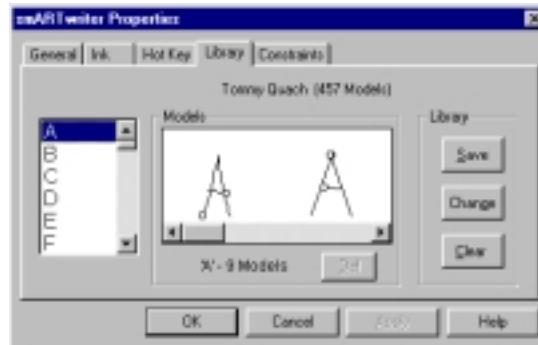 smARTwriter Properties
General Ink Hot Key Library Constraints
Tommy Quach (457 Models)
Models
Library
A
B
C
D
E
F
Save
Change
Clear
'A' - 9 Models
Del
OK Cancel Apply Help